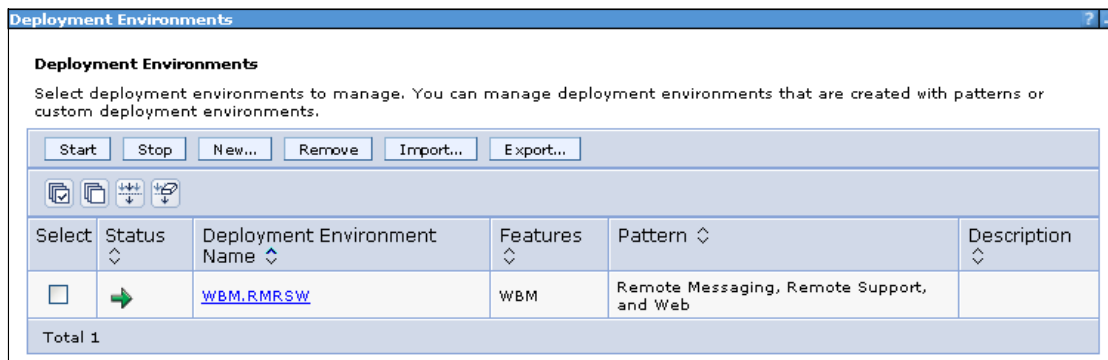 Deployment Environments
?
Deployment Environments
Select deployment environments to manage. You can manage deployment environments that are created with patterns or
custom deployment environments.
Start Stop New... Remove Import... Export...
Select Status Deployment Environment Name Features Pattern Description
WBM.RMRSW WBM Remote Messaging, Remote Support,
and Web
Total 1